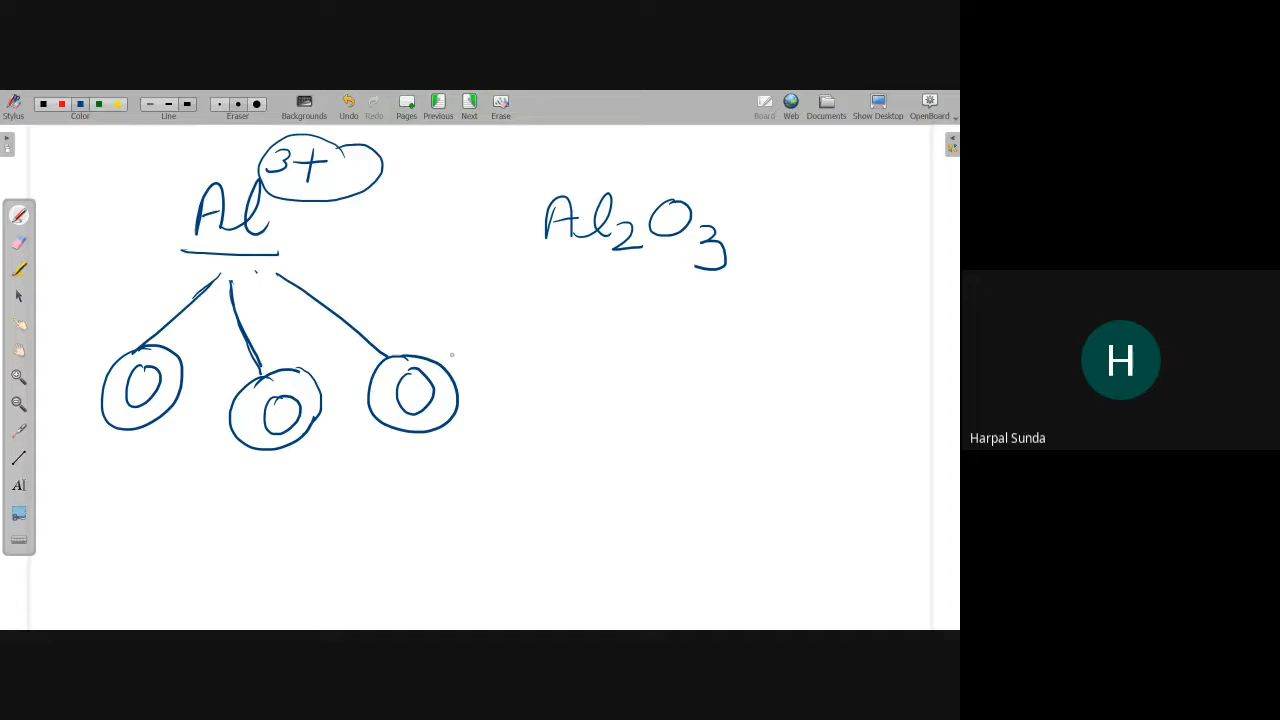 Stylus Color Line Eraser Backgrounds Undo Redo Pages Previous Next Erase Board Web Documents Show Desktop OpenBoard
Al3+
Al2O3
O O O
AI
H
Harpal Sunda